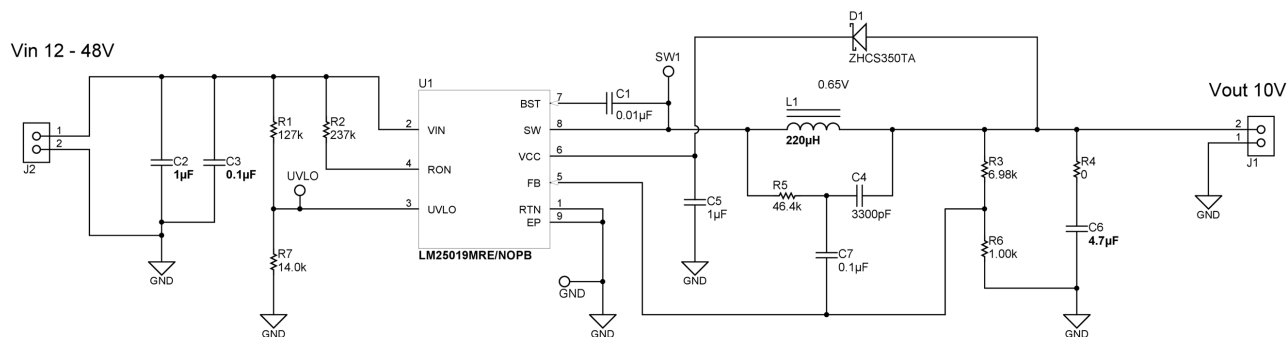 Vin 12 - 48V
J2
1
2
C2
1µF
C3
0.1µF
GND
R1
127k
R2
237k
UVLO
R7
14.0k
GND
U1
2
VIN
4
RON
3
UVLO
BST
7
SW
8
VCC
6
FB
5
RTN
1
EP
9
LM25019MRE/NOPB
GND
GND
C1
0.01µF
SW1
C5
1µF
GND
D1
ZHCS350TA
0.65V
L1
220µH
R5
46.4k
C4
3300pF
C7
0.1µF
R3
6.98k
R6
1.00k
R4
0
C6
4.7µF
GND
Vout 10V
2
1
J1
GND